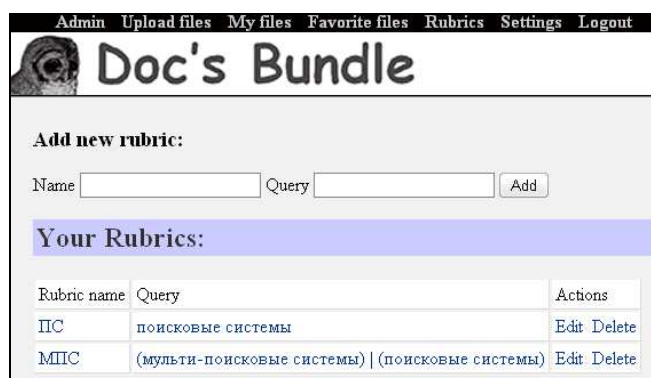 Admin Upload files My files Favorite files Rubrics Settings Logout
Doc's Bundle
Add new rubric:
Name Query Add
Your Rubrics:
Rubric name Query Actions
ПС поисковые системы Edit Delete
МПС (мульти-поисковые системы) | (поисковые системы) Edit Delete